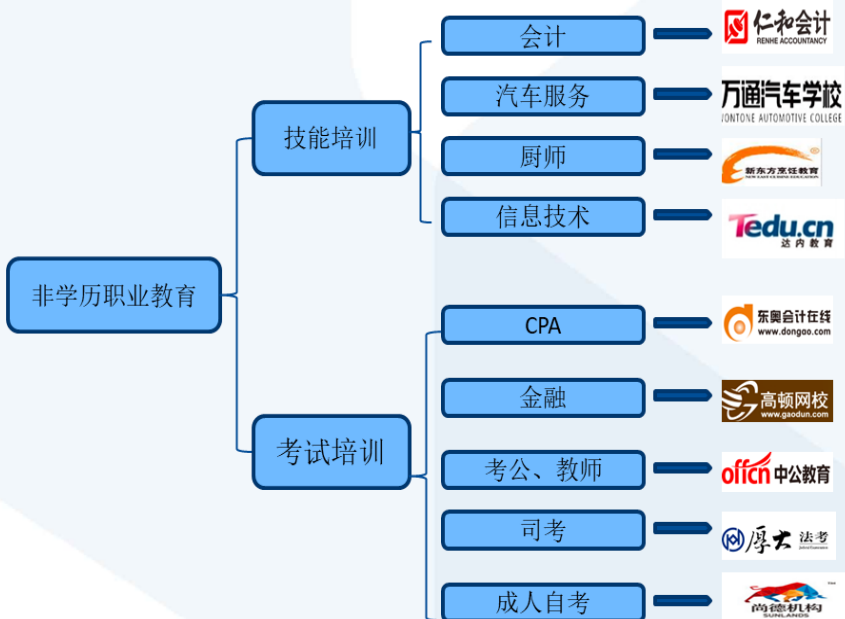 会计
仁和会计
RENHE ACCOUNTANCY
汽车服务
万通汽车学校
WONTONE AUTOMOTIVE COLLEGE
技能培训
厨师
新东方烹饪教育
信息技术
Tedu.cn
达内教育
非学历职业教育
CPA
东奥会计在线
www.dongao.com
金融
高顿网校
www.gaodun.com
考试培训
考公、教师
offcn 中公教育
司考
厚大 法考
成人自考
尚德机构
SUNLANDS